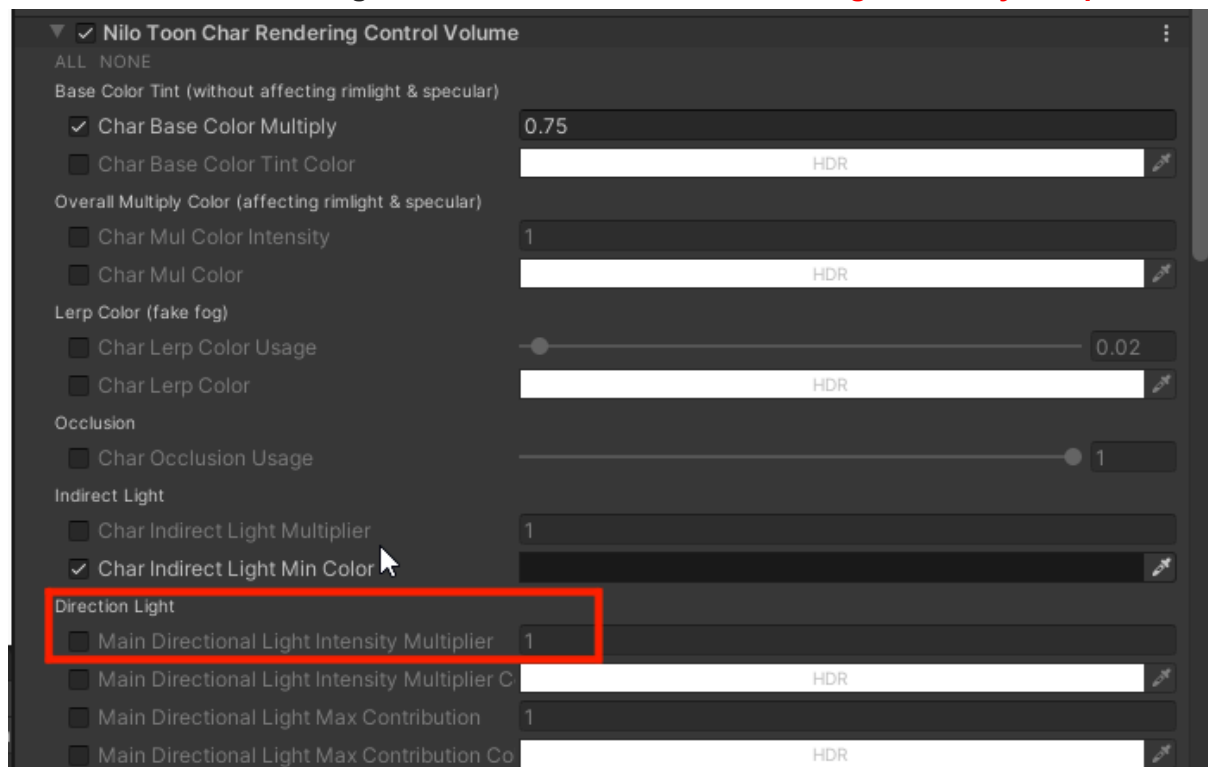 Nilo Toon Char Rendering Control Volume
ALL NONE
Base Color Tint (without affecting rimlight & specular)
Char Base Color Multiply 0.75
Char Base Color Tint Color HDR
Overall Multiply Color (affecting rimlight & specular)
Char Mul Color Intensity 1
Char Mul Color HDR
Lerp Color (fake fog)
Char Lerp Color Usage 0.02
Char Lerp Color HDR
Occlusion
Char Occlusion Usage 1
Indirect Light
Char Indirect Light Multiplier 1
Char Indirect Light Min Color
Direction Light
Main Directional Light Intensity Multiplier 1
Main Directional Light Intensity Multiplier C HDR
Main Directional Light Max Contribution 1
Main Directional Light Max Contribution Co HDR